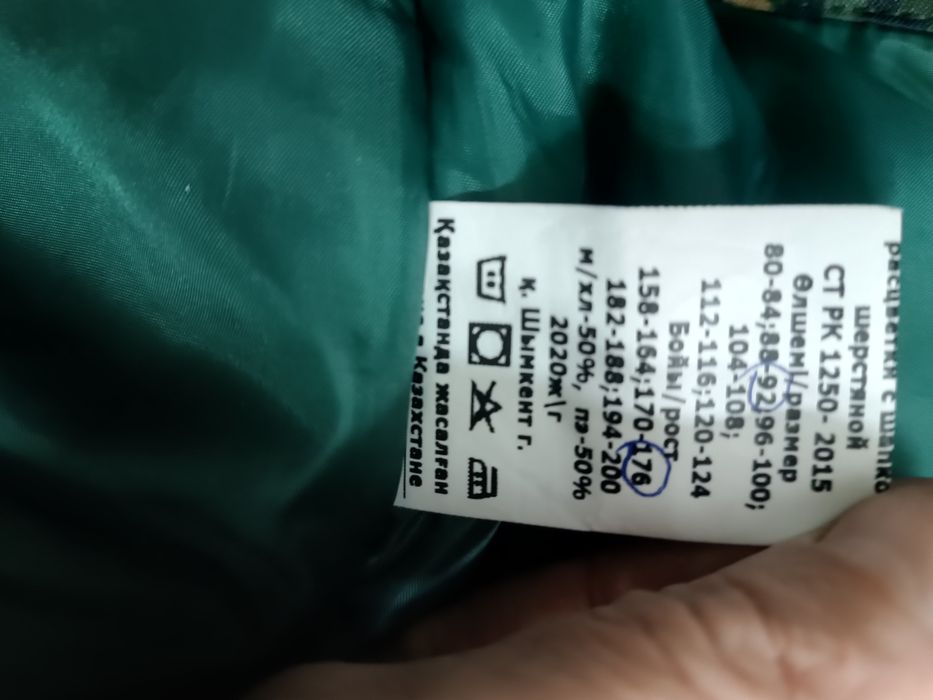 расцветки с шапко
шерстяной
СТ РК 1250- 2015
Өлшемі/размер
80-84;88-92;96-100;
104-108;
112-116;120-124
Бойы/рост
158-164;170-176
182-188;194-200
м/хл-50%, пэ-50%
2020ж\г
қ. Шымкент г.
Қазақстанда жасалған
в Казахстане